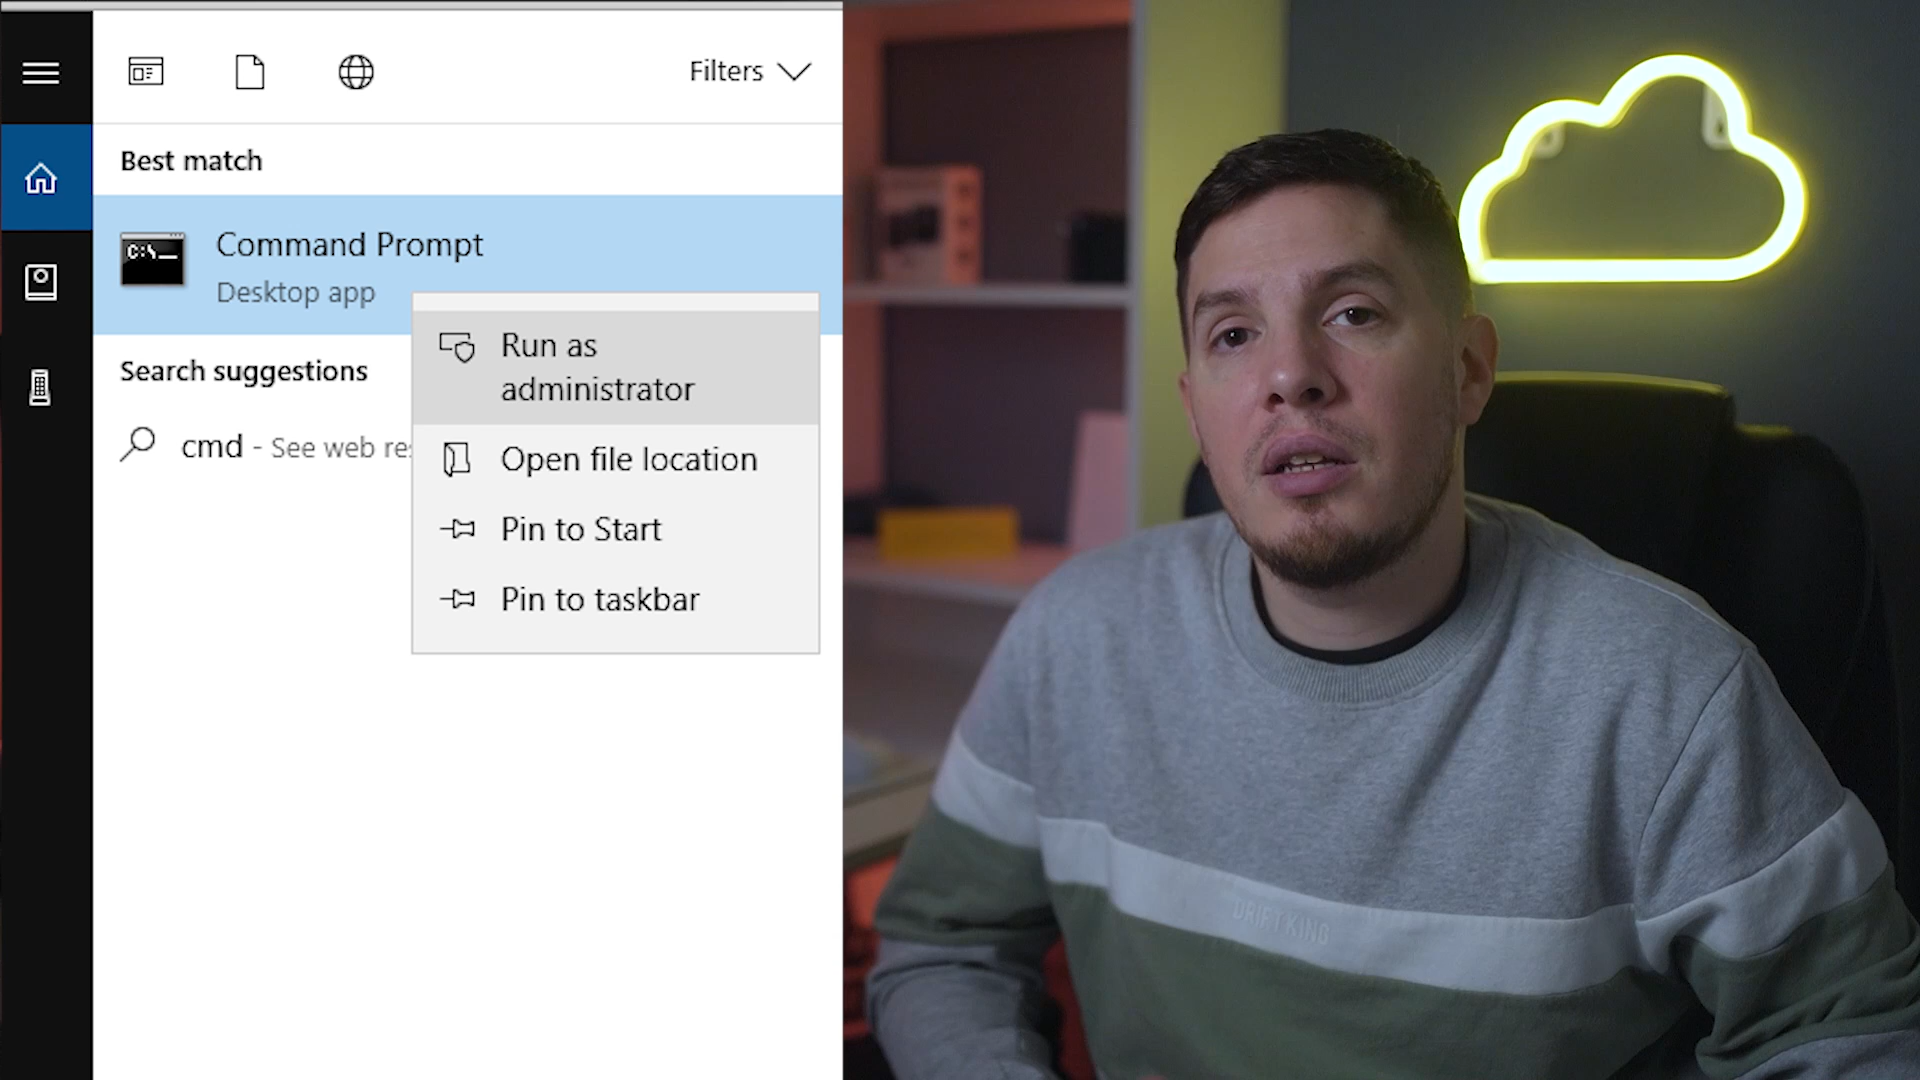 Filters
Best match
C:\
Command Prompt
Desktop app
Run as
administrator
Search suggestions
cmd - See web
Open file location
Pin to Start
Pin to taskbar
DRIFT KING